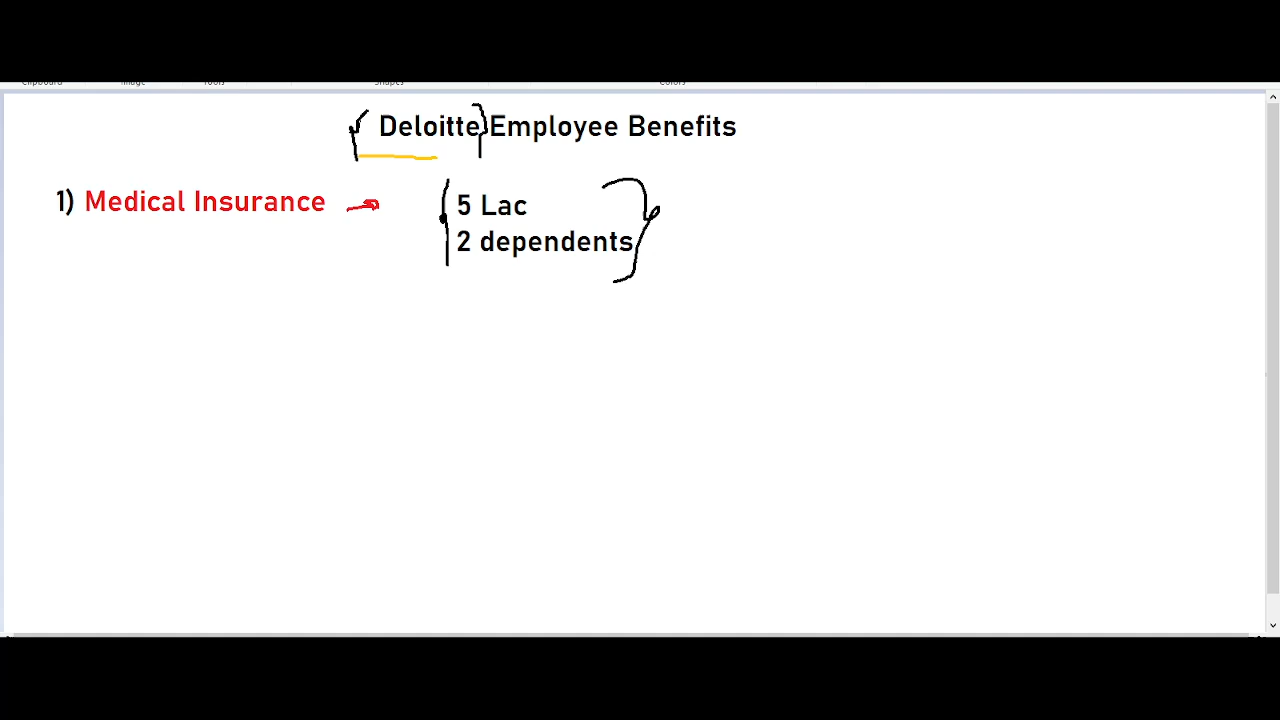 Deloitte Employee Benefits
1) Medical Insurance
5 Lac
2 dependents